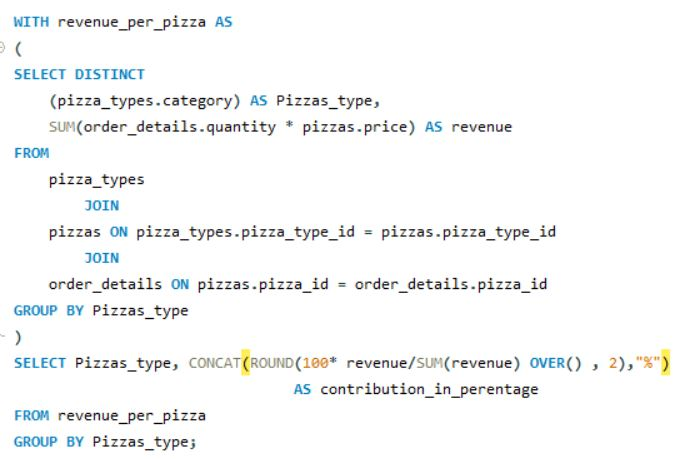 WITH revenue_per_pizza AS
(
SELECT DISTINCT
(pizza_types.category) AS Pizzas_type,
SUM(order_details.quantity * pizzas.price) AS revenue
FROM
pizza_types
JOIN
pizzas ON pizza_types.pizza_type_id = pizzas.pizza_type_id
JOIN
order_details ON pizzas.pizza_id = order_details.pizza_id
GROUP BY Pizzas_type
)
SELECT Pizzas_type, CONCAT(ROUND(100* revenue/SUM(revenue) OVER() , 2),"%")
AS contribution_in_perentage
FROM revenue_per_pizza
GROUP BY Pizzas_type;